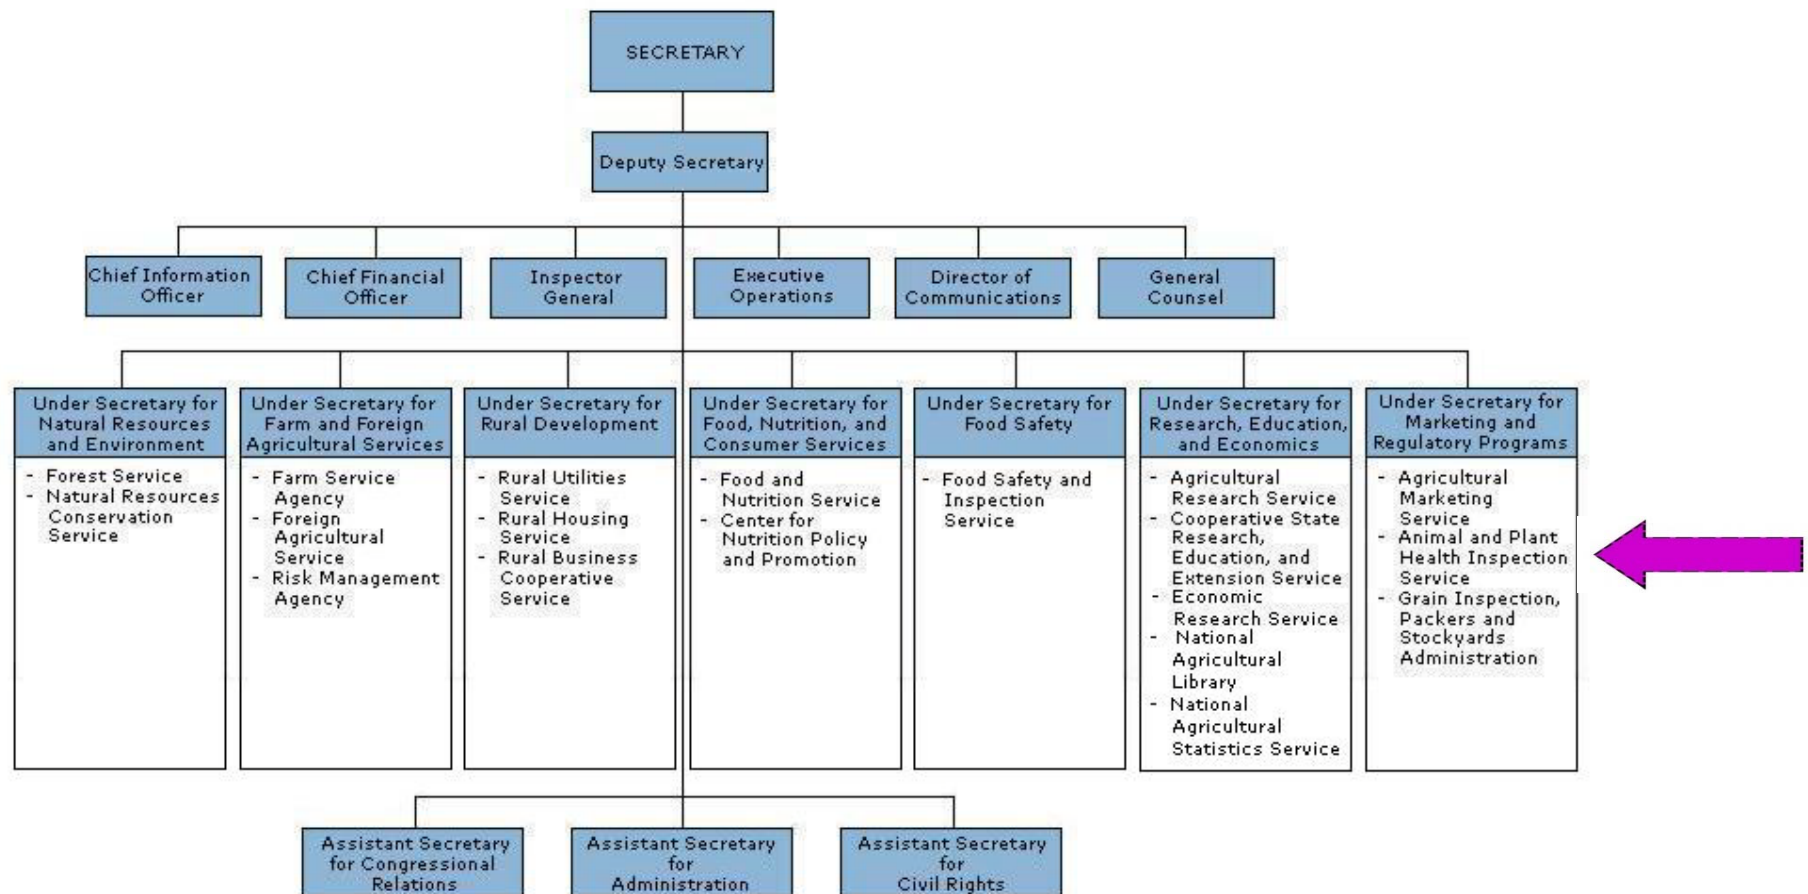 SECRETARY
Deputy Secretary
Chief Information
Officer
Chief Financial
Officer
Inspector
General
Executive
Operations
Director of
Communications
General
Counsel
Under Secretary for
Natural Resources
and Environment
- Forest Service
- Natural Resources
Conservation
Service
Under Secretary for
Farm and Foreign
Agricultural Services
- Farm Service
Agency
- Foreign
Agricultural
Service
- Risk Management
Agency
Under Secretary for
Rural Development
- Rural Utilities
Service
- Rural Housing
Service
- Rural Business
Cooperative
Service
Under Secretary for
Food, Nutrition, and
Consumer Services
- Food and
Nutrition Service
- Center for
Nutrition Policy
and Promotion
Under Secretary for
Food Safety
- Food Safety and
Inspection
Service
Under Secretary for
Research, Education,
and Economics
- Agricultural
Research Service
- Cooperative State
Research,
Education, and
Extension Service
- Economic
Research Service
- National
Agricultural
Library
- National
Agricultural
Statistics Service
Under Secretary for
Marketing and
Regulatory Programs
- Agricultural
Marketing
Service
- Animal and Plant
Health Inspection
Service
- Grain Inspection,
Packers and
Stockyards
Administration
Assistant Secretary
for Congressional
Relations
Assistant Secretary
for
Administration
Assistant Secretary
for
Civil Rights